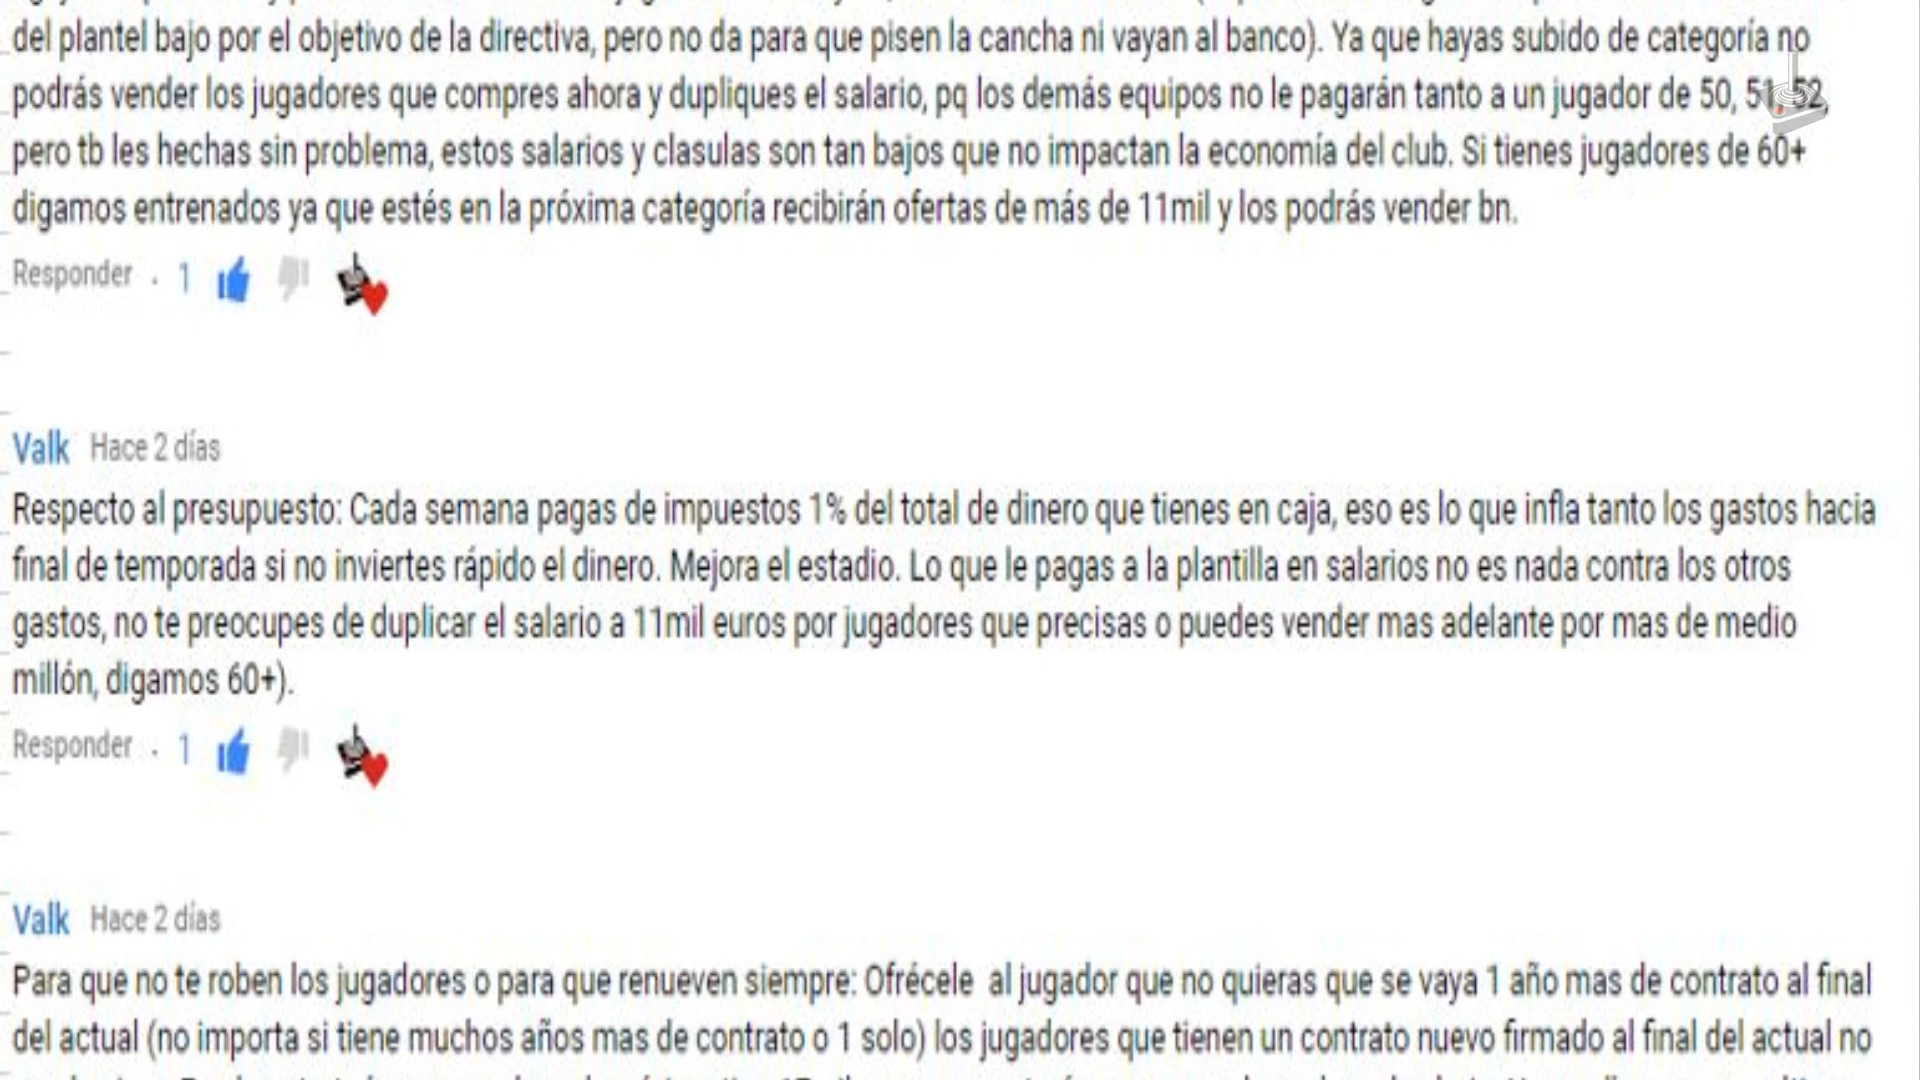 del plantel bajo por el objetivo de la directiva, pero no da para que pisen la cancha ni vayan al banco). Ya que hayas subido de categoría no
podrás vender los jugadores que compres ahora y dupliques el salario, pq los demás equipos no le pagarán tanto a un jugador de 50, 51, 52,
pero tb les hechas sin problema, estos salarios y clasulas son tan bajos que no impactan la economía del club. Si tienes jugadores de 60+
digamos entrenados ya que estés en la próxima categoría recibirán ofertas de más de 11mil y los podrás vender bn.
Responder . 1
Valk Hace 2 días
Respecto al presupuesto: Cada semana pagas de impuestos 1% del total de dinero que tienes en caja, eso es lo que infla tanto los gastos hacia
final de temporada si no inviertes rápido el dinero. Mejora el estadio. Lo que le pagas a la plantilla en salarios no es nada contra los otros
gastos, no te preocupes de duplicar el salario a 11mil euros por jugadores que precisas o puedes vender mas adelante por mas de medio
millón, digamos 60+).
Responder . 1
Valk Hace 2 días
Para que no te roben los jugadores o para que renueven siempre: Ofrécele al jugador que no quieras que se vaya 1 año mas de contrato al final
del actual (no importa si tiene muchos años mas de contrato o 1 solo) los jugadores que tienen un contrato nuevo firmado al final del actual no